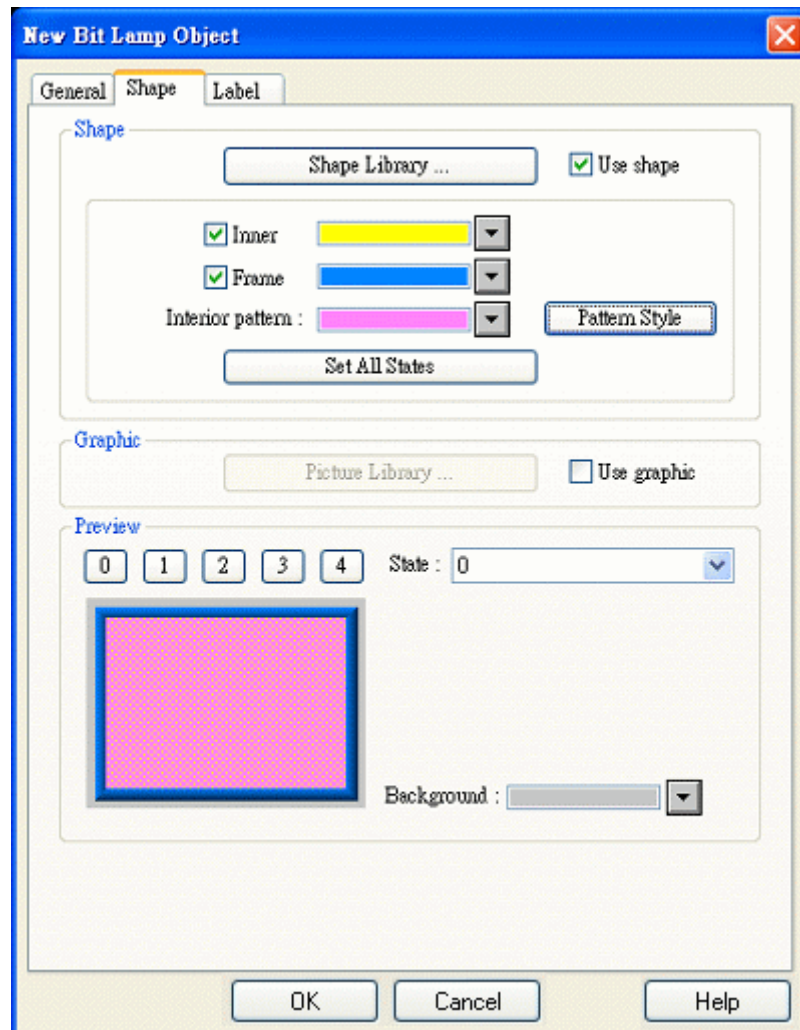 New Bit Lamp Object
General Shape Label
Shape
Shape Library ... Use shape
Inner
Frame
Interior pattern : Pattern Style
Set All States
Graphic
Picture Library ... Use graphic
Preview
0 1 2 3 4 State : 0
Background :
OK Cancel Help